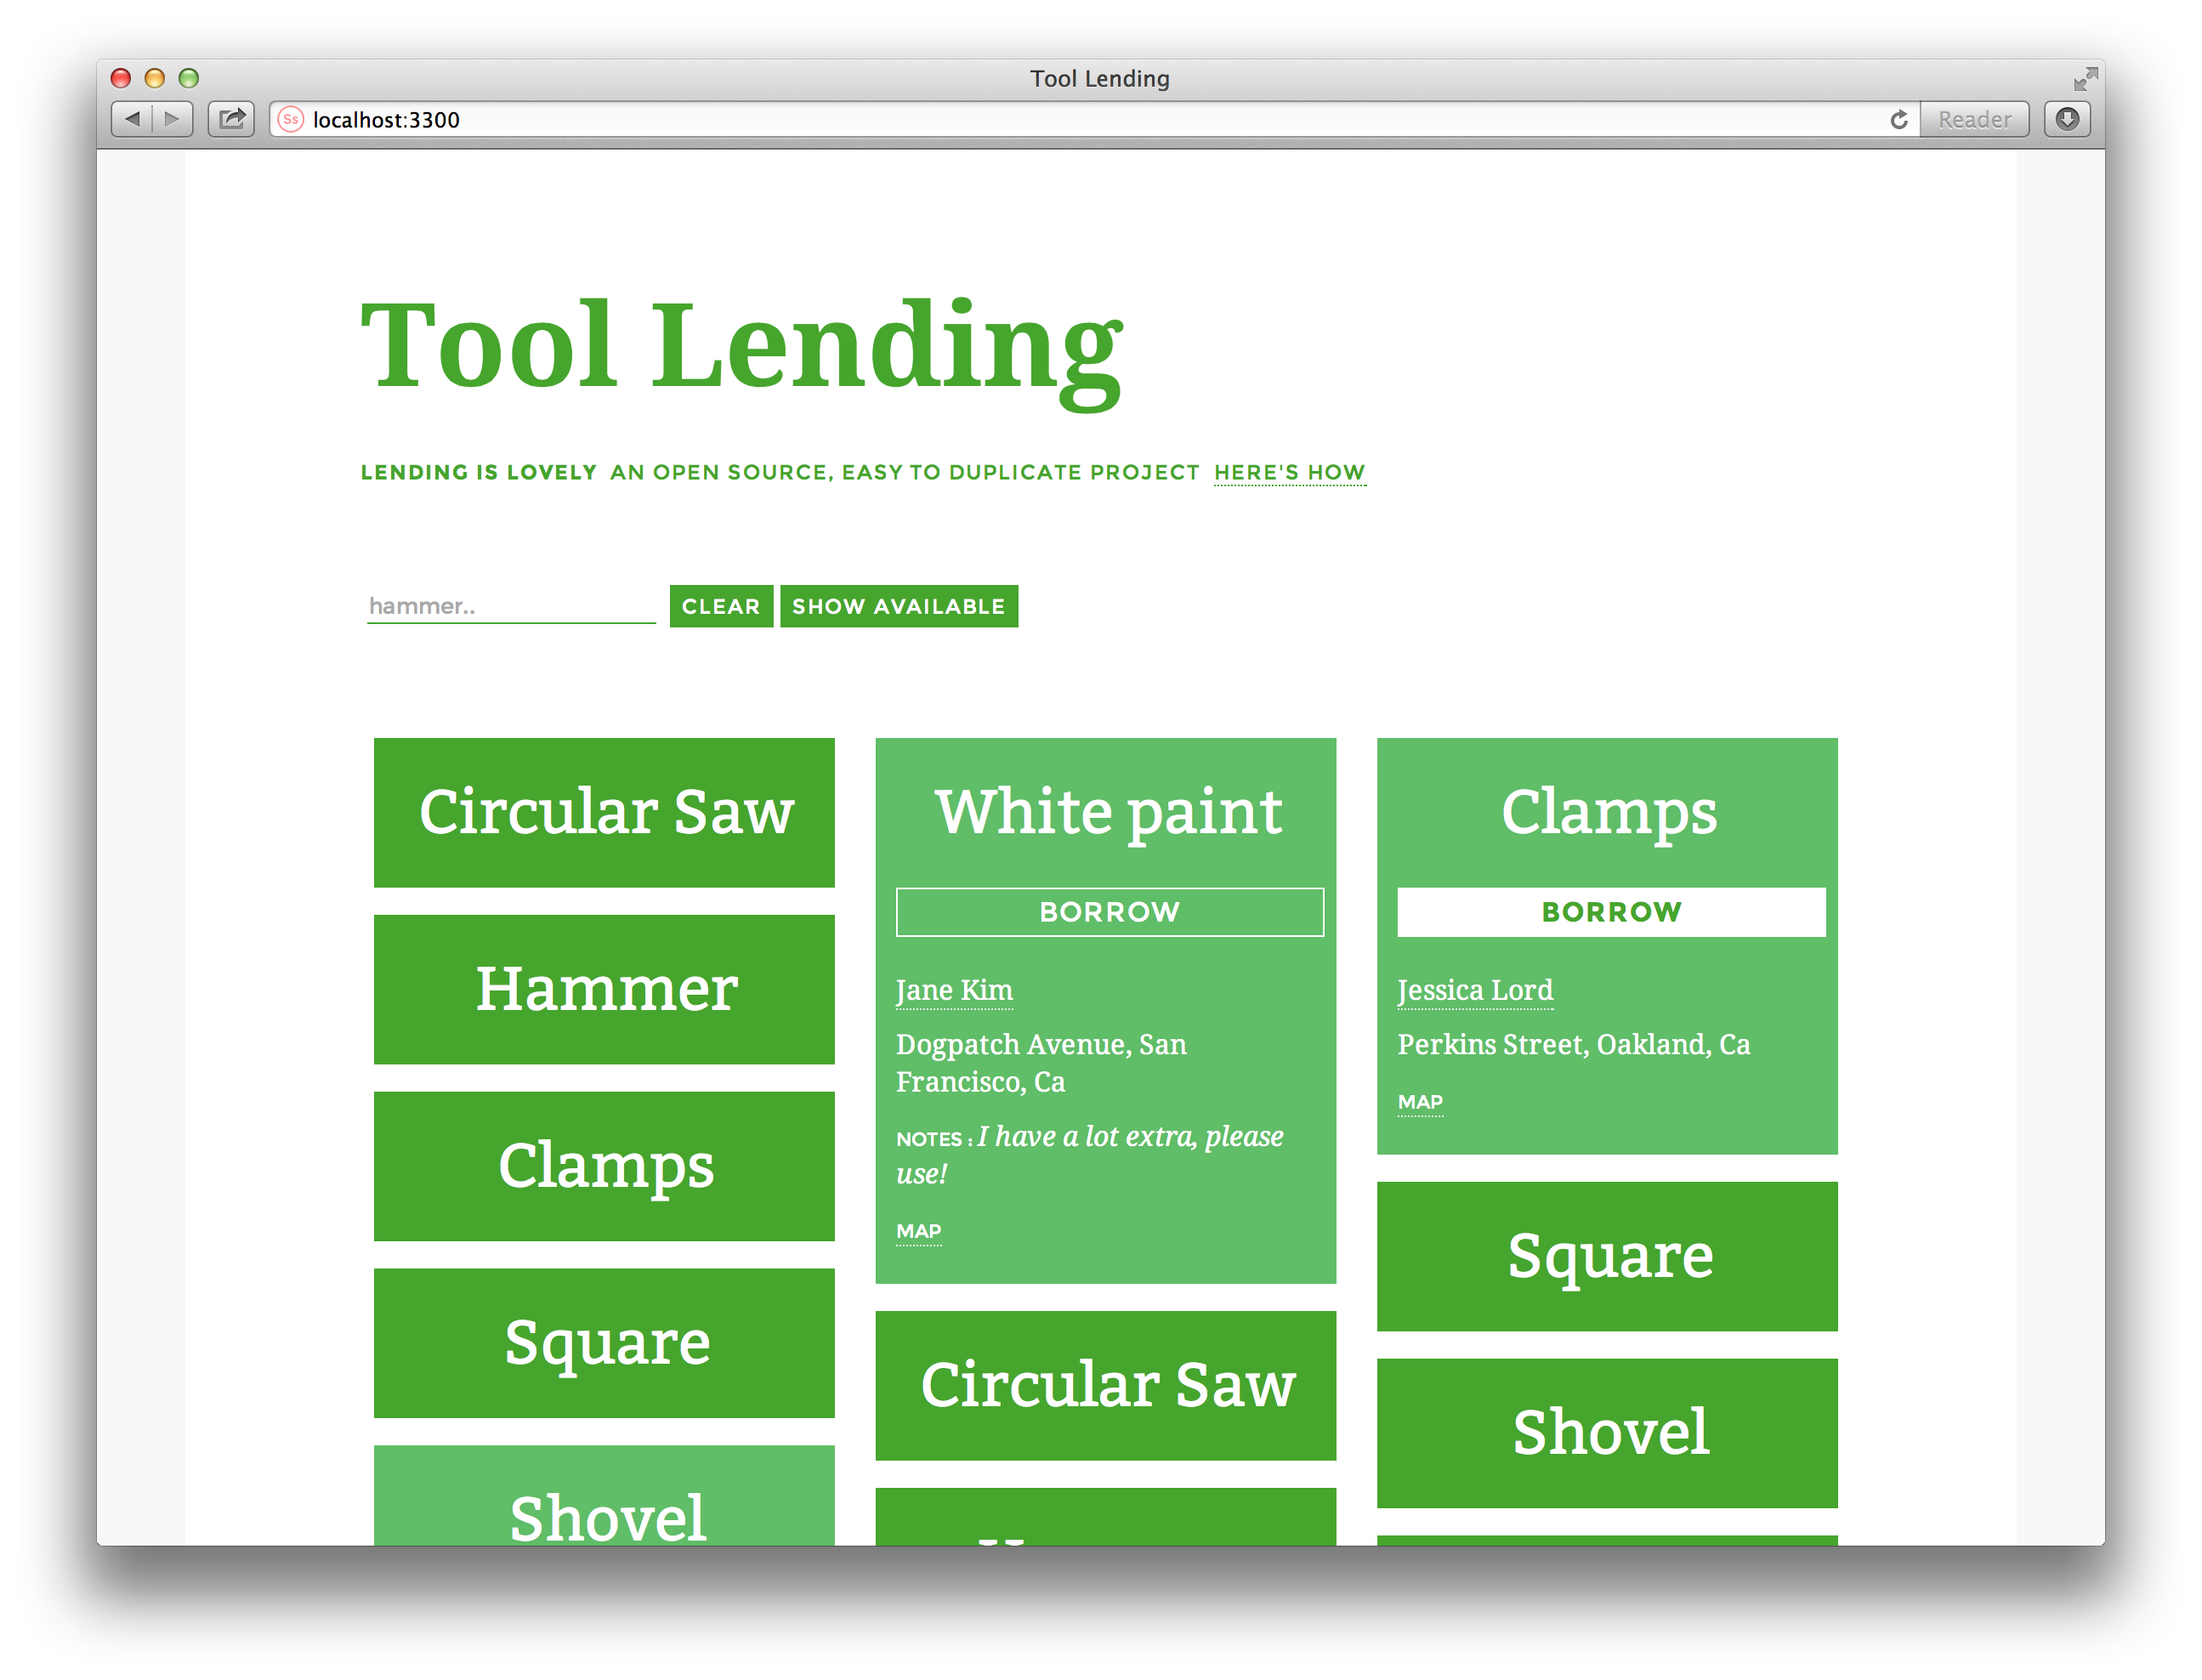 Tool Lending
Ss localhost:3300 Reader
Tool Lending
LENDING IS LOVELY AN OPEN SOURCE, EASY TO DUPLICATE PROJECT HERE'S HOW
hammer.. CLEAR SHOW AVAILABLE
Circular Saw
Hammer
Clamps
Square
Shovel
White paint
BORROW
Jane Kim
Dogpatch Avenue, San
Francisco, Ca
NOTES : I have a lot extra, please
use!
MAP
Circular Saw
Clamps
BORROW
Jessica Lord
Perkins Street, Oakland, Ca
MAP
Square
Shovel